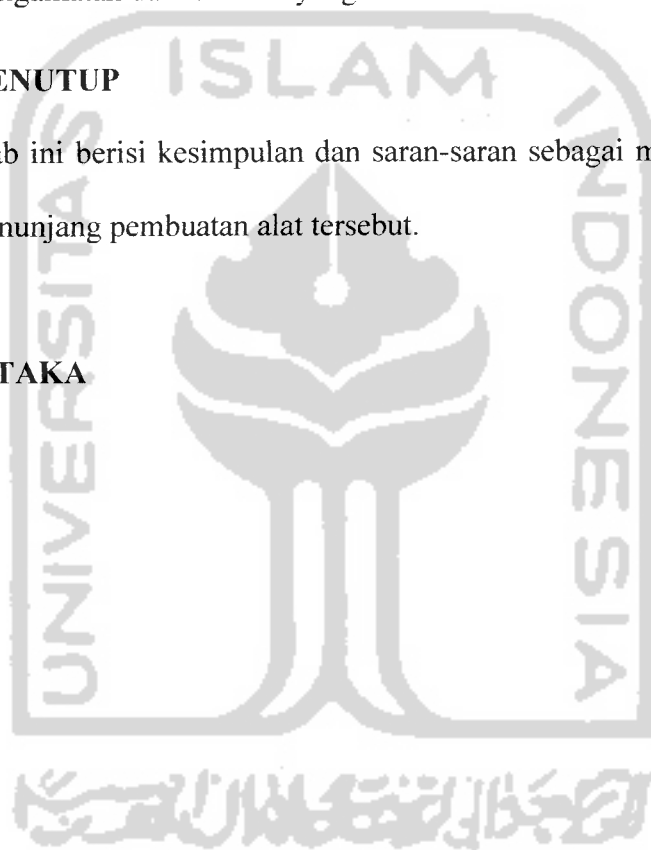 ENUTUP
ab ini berisi kesimpulan dan saran-saran sebagai m
nunjang pembuatan alat tersebut.
TAKA
UNIVERSITAS
ISLAM
INDONESIA